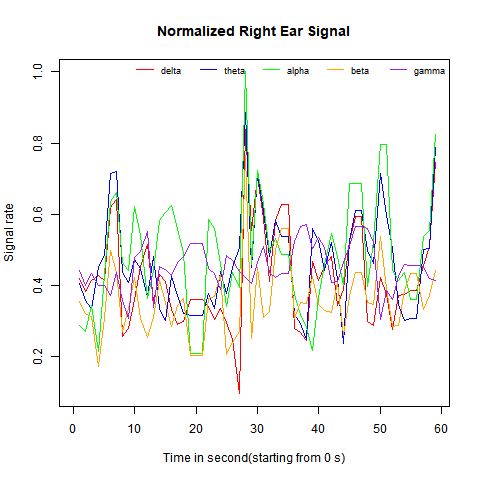 Normalized Right Ear Signal
delta theta alpha beta gamma
Signal rate
1.0
0.8
0.6
0.4
0.2
0 10 20 30 40 50 60
Time in second(starting from 0 s)